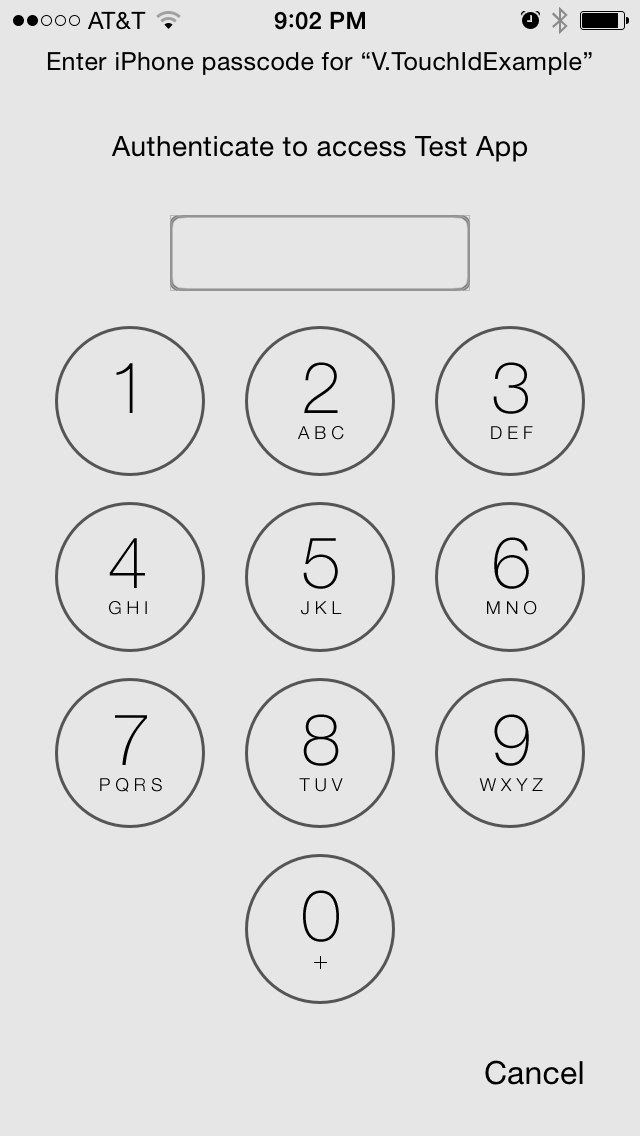 AT&T 9:02 PM
Enter iPhone passcode for “V.TouchIdExample”
Authenticate to access Test App
1 2 3
ABC DEF
4 5 6
GHI JKL MNO
7 8 9
PQRS TUV WXYZ
0
+
Cancel